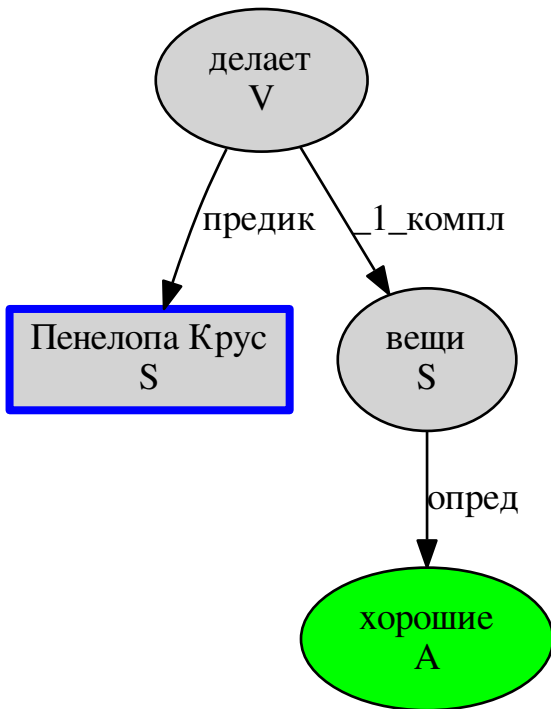 делает
V
предик
_1_компл
Пенелопа Крус
S
вещи
S
опред
хорошие
A